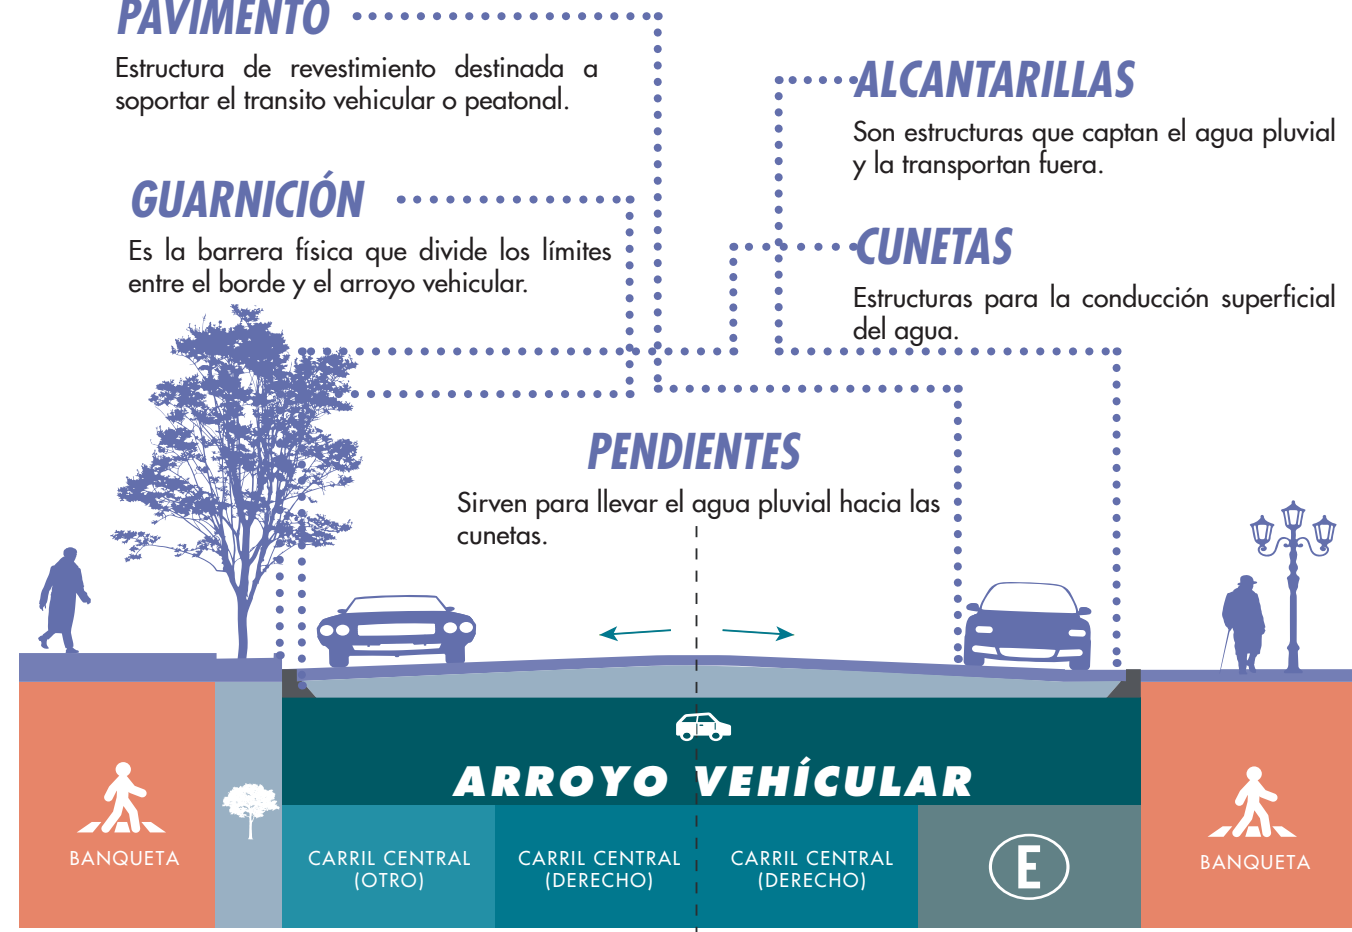 PAVIMENTO
Estructura de revestimiento destinada a
soportar el transito vehicular o peatonal.
GUARNICIÓN
Es la barrera física que divide los límites
entre el borde y el arroyo vehicular.
ALCANTARILLAS
Son estructuras que captan el agua pluvial
y la transportan fuera.
CUNETAS
Estructuras para la conducción superficial
del agua.
PENDIENTES
Sirven para llevar el agua pluvial hacia las
cunetas.
ARROYO VEHÍCULAR
BANQUETA
CARRIL CENTRAL
(OTRO)
CARRIL CENTRAL
(DERECHO)
CARRIL CENTRAL
(DERECHO)
E
BANQUETA